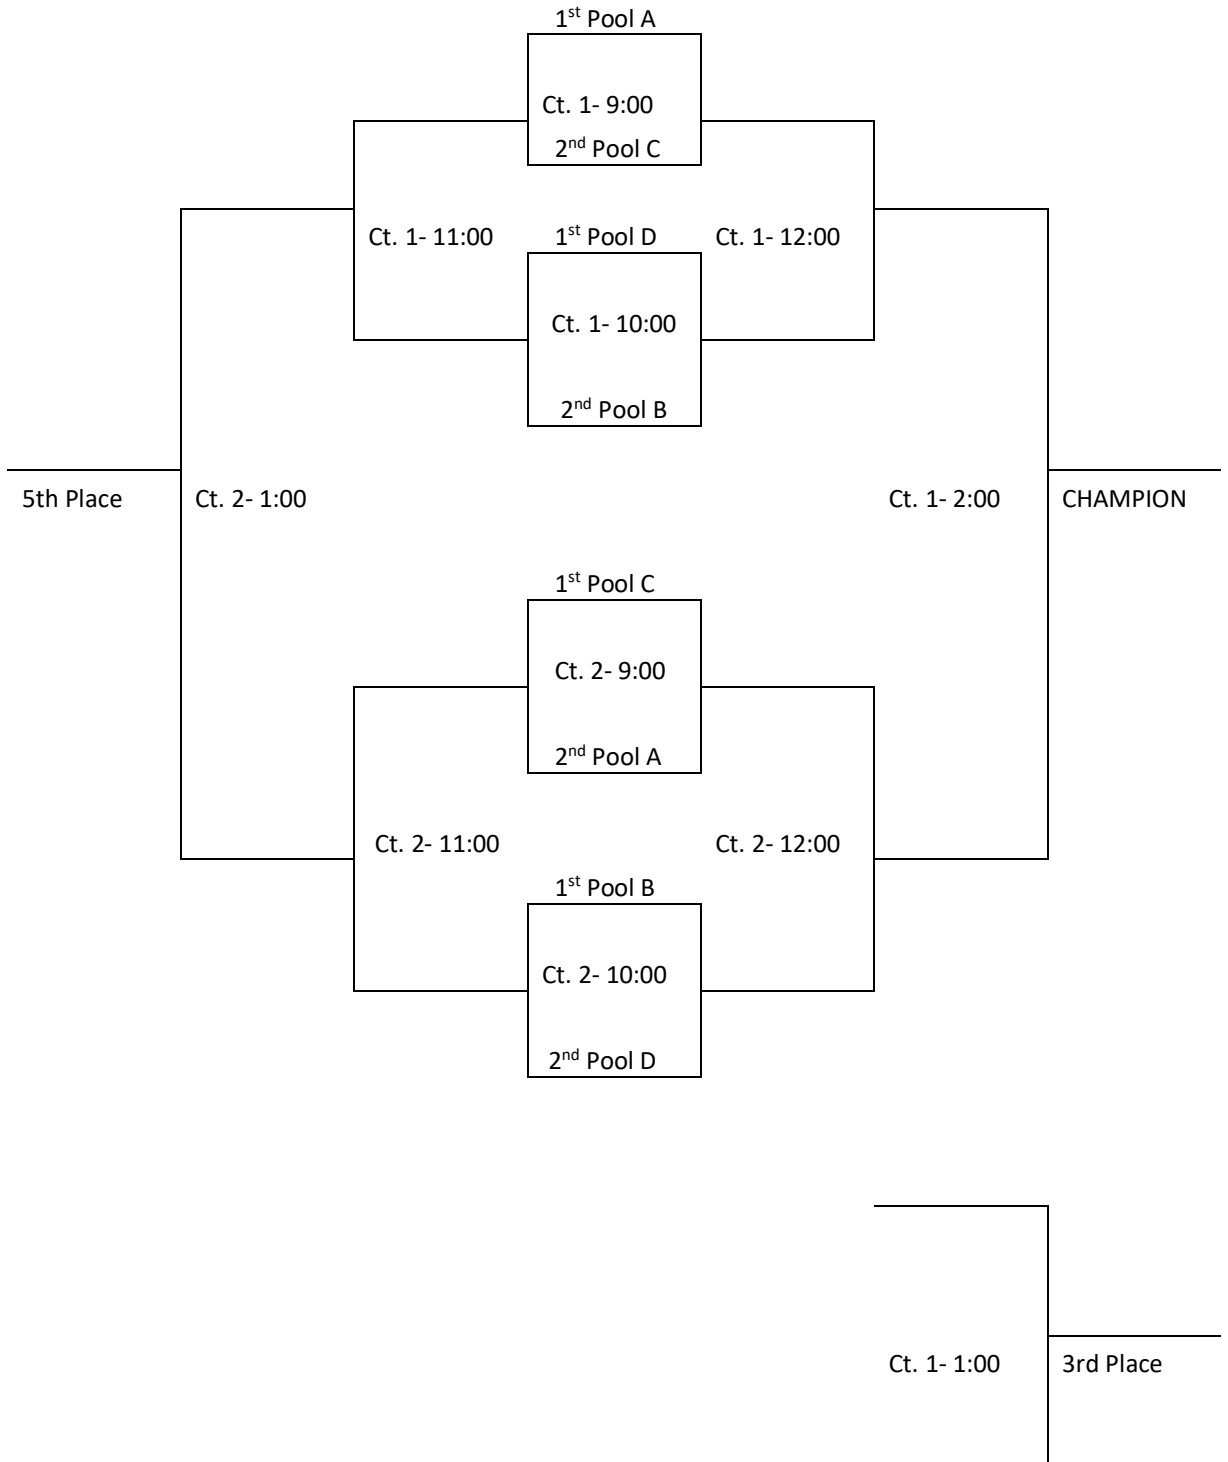 1st Pool A
Ct. 1- 9:00
2nd Pool C
Ct. 1- 11:00
1st Pool D
Ct. 1- 12:00
Ct. 1- 10:00
2nd Pool B
5th Place
Ct. 2- 1:00
Ct. 1- 2:00
CHAMPION
1st Pool C
Ct. 2- 9:00
2nd Pool A
Ct. 2- 11:00
Ct. 2- 12:00
1st Pool B
Ct. 2- 10:00
2nd Pool D
Ct. 1- 1:00
3rd Place